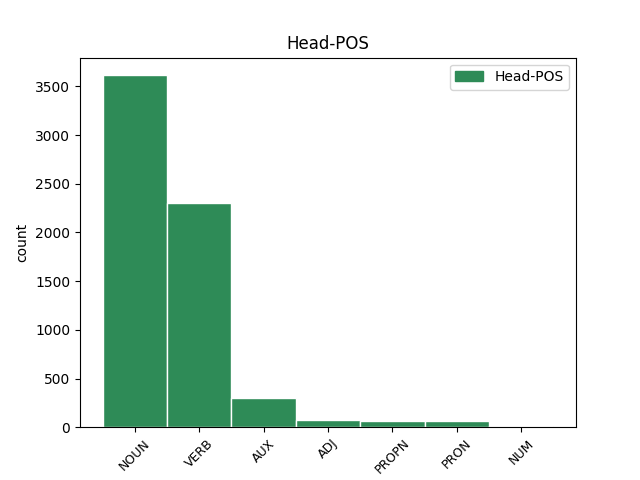 Head-POS
Head-POS
3500
3000
2500
2000
1500
1000
500
0
count
NOUN
VERB
AUX
ADJ
PROPN
PRON
NUM